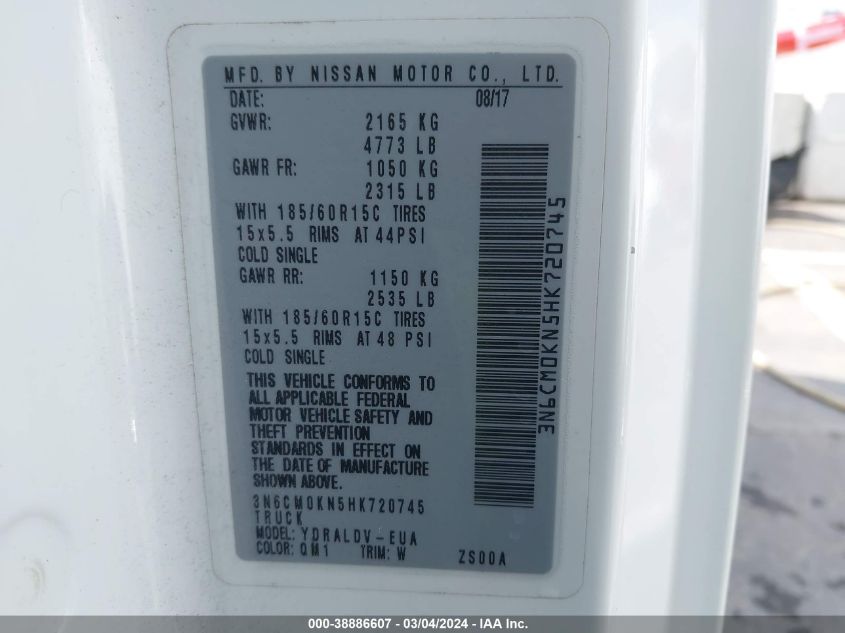 MFD. BY NISSAN MOTOR CO., LTD.
DATE: 08/17
GVWR: 2165 KG
4773 LB
GAWR FR: 1050 KG
2315 LB
WITH 185/60R15C TIRES
15x5.5 RIMS AT 44PSI
COLD SINGLE
GAWR RR: 1150 KG
2535 LB
WITH 185/60R15C TIRES
15x5.5 RIMS AT 48 PSI
COLD SINGLE
THIS VEHICLE CONFORMS TO
ALL APPLICABLE FEDERAL
MOTOR VEHICLE SAFETY AND
THEFT PREVENTION
STANDARDS IN EFFECT ON
THE DATE OF MANUFACTURE
SHOWN ABOVE.
3N6CM0KN5HK720745
TRUCK
MODEL: YDRALDV-EUA
COLOR: QM1 TRIM: W ZS00A
3N6CM0KN5HK720745
000-38886607 - 03/04/2024 - IAA Inc.